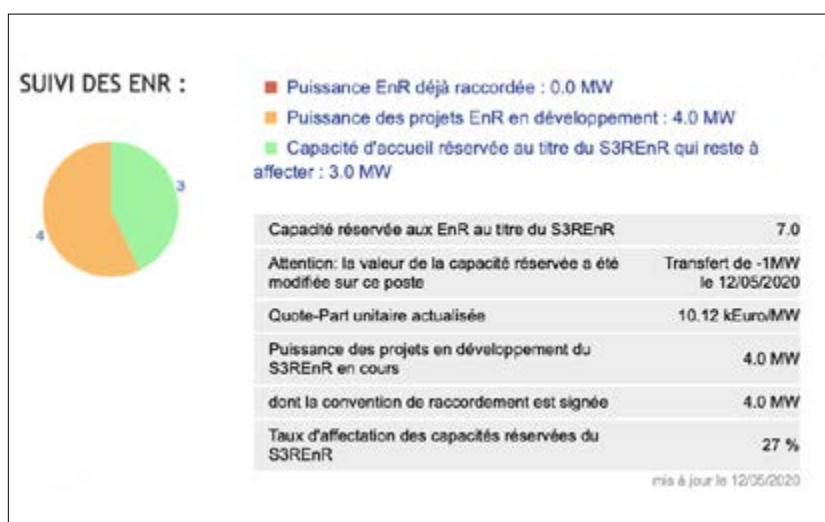 SUIVI DES ENR :
Puissance EnR déjà raccordée : 0.0 MW
Puissance des projets EnR en développement : 4.0 MW
Capacité d'accueil réservée au titre du S3REnR qui reste à
affecter : 3.0 MW
3
4
Capacité réservée aux EnR au titre du S3REnR 7.0
Attention: la valeur de la capacité réservée a été Transfert de -1MW
modifiée sur ce poste le 12/05/2020
Quote-Part unitaire actualisée 10.12 kEuro/MW
Puissance des projets en développement du
S3REnR en cours 4.0 MW
dont la convention de raccordement est signée 4.0 MW
Taux d'affectation des capacités réservées du
S3REnR 27 %
mis à jour le 12/05/2020